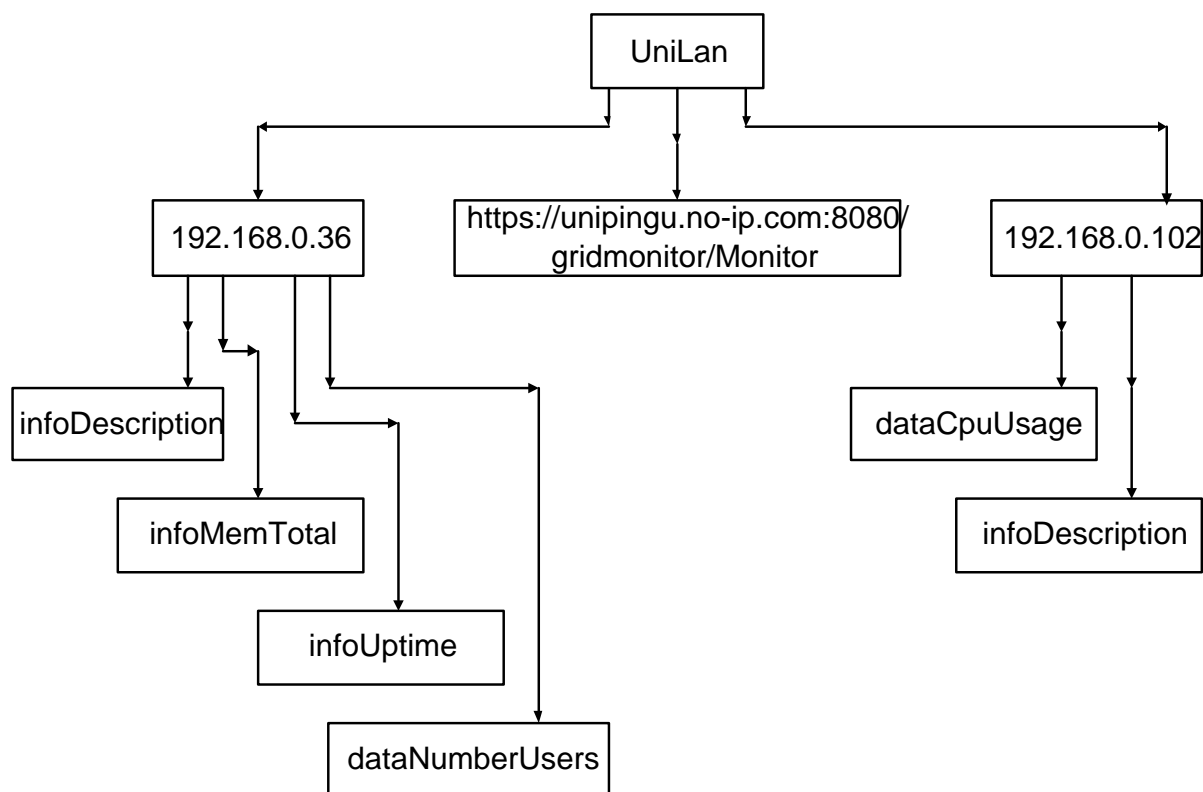 UniLan
192.168.0.36
https://unipingu.no-ip.com:8080/
gridmonitor/Monitor
192.168.0.102
infoDescription
dataCpuUsage
infoMemTotal
infoDescription
infoUptime
dataNumberUsers